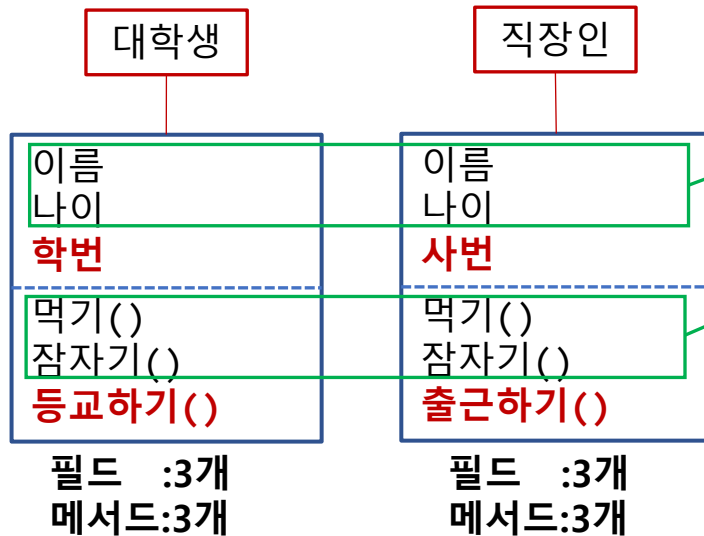 대학생
직장인
이름
나이
학번
먹기()
잠자기()
등교하기()
필드 :3개
메서드:3개
이름
나이
사번
먹기()
잠자기()
출근하기()
필드 :3개
메서드:3개